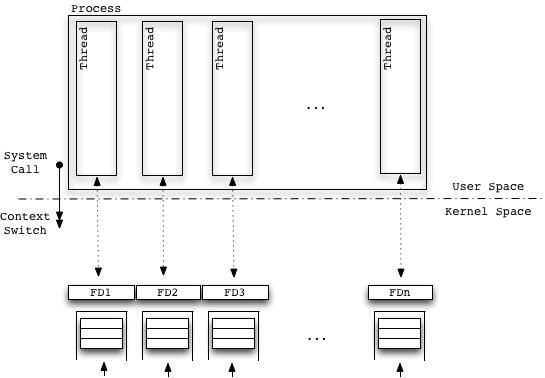 Process
Thread
Thread
Thread
Thread
...
System
Call
User Space
Context
Switch
Kernel Space
FD1
FD2
FD3
FDn
...